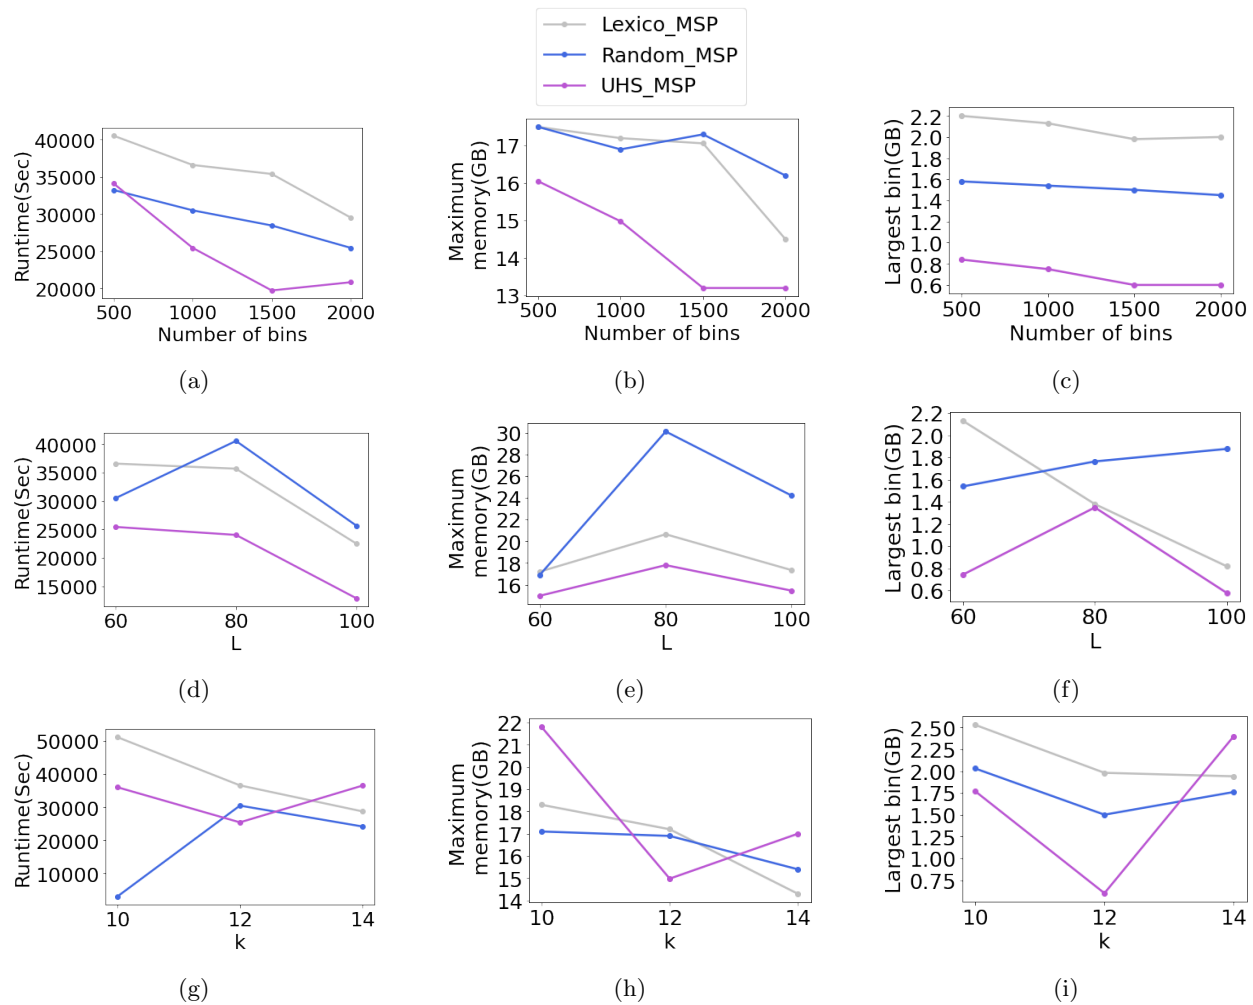 Lexico_MSP
Random_MSP
UHS_MSP
Runtime(Sec)
40000
35000
30000
25000
20000
500 1000 1500 2000
Number of bins
(a)
Maximum
memory(GB)
17
16
15
14
13
500 1000 1500 2000
Number of bins
(b)
Largest bin(GB)
2.2
2.0
1.8
1.6
1.4
1.2
1.0
0.8
0.6
500 1000 1500 2000
Number of bins
(c)
Runtime(Sec)
40000
35000
30000
25000
20000
15000
60 80 100
L
(d)
Maximum
memory(GB)
30
28
26
24
22
20
18
16
60 80 100
L
(e)
Largest bin(GB)
2.2
2.0
1.8
1.6
1.4
1.2
1.0
0.8
0.6
60 80 100
L
(f)
Runtime(Sec)
50000
40000
30000
20000
10000
10 12 14
k
(g)
Maximum
memory(GB)
22
21
20
19
18
17
16
15
14
10 12 14
k
(h)
Largest bin(GB)
2.50
2.25
2.00
1.75
1.50
1.25
1.00
0.75
10 12 14
k
(i)